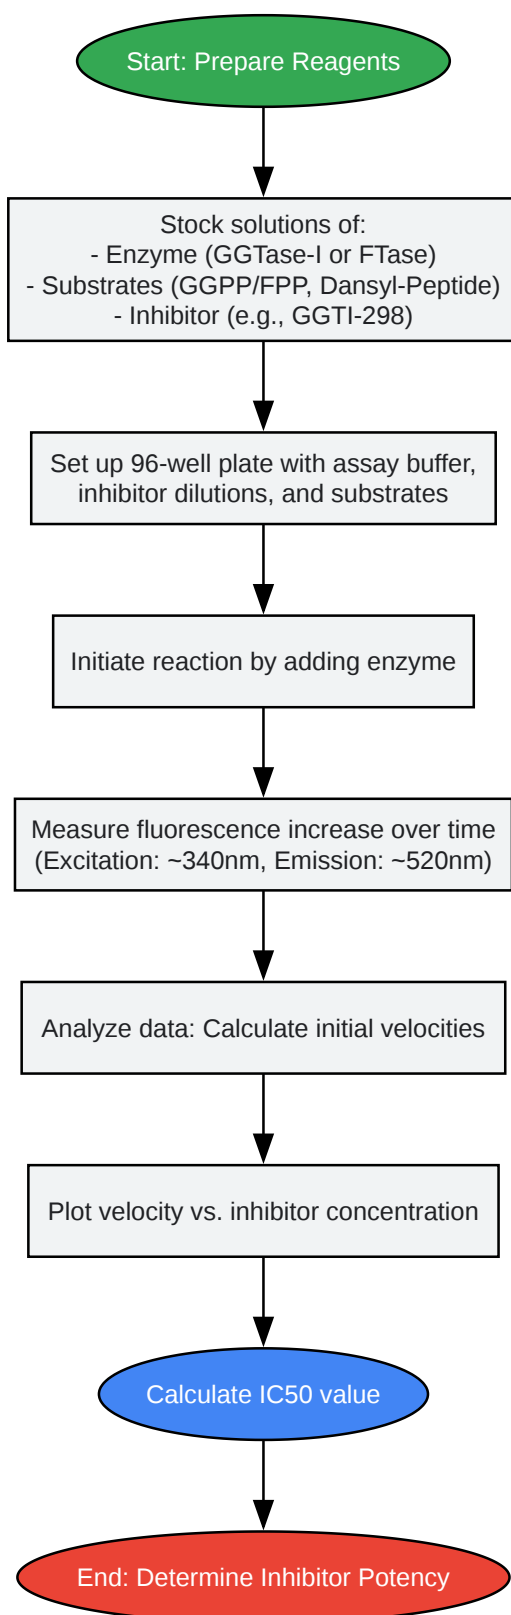 Start: Prepare Reagents
Stock solutions of:
- Enzyme (GGTase-I or FTase)
- Substrates (GGPP/FPP, Dansyl-Peptide)
- Inhibitor (e.g., GGTI-298)
Set up 96-well plate with assay buffer,
inhibitor dilutions, and substrates
Initiate reaction by adding enzyme
Measure fluorescence increase over time
(Excitation: ~340nm, Emission: ~520nm)
Analyze data: Calculate initial velocities
Plot velocity vs. inhibitor concentration
Calculate IC50 value
End: Determine Inhibitor Potency